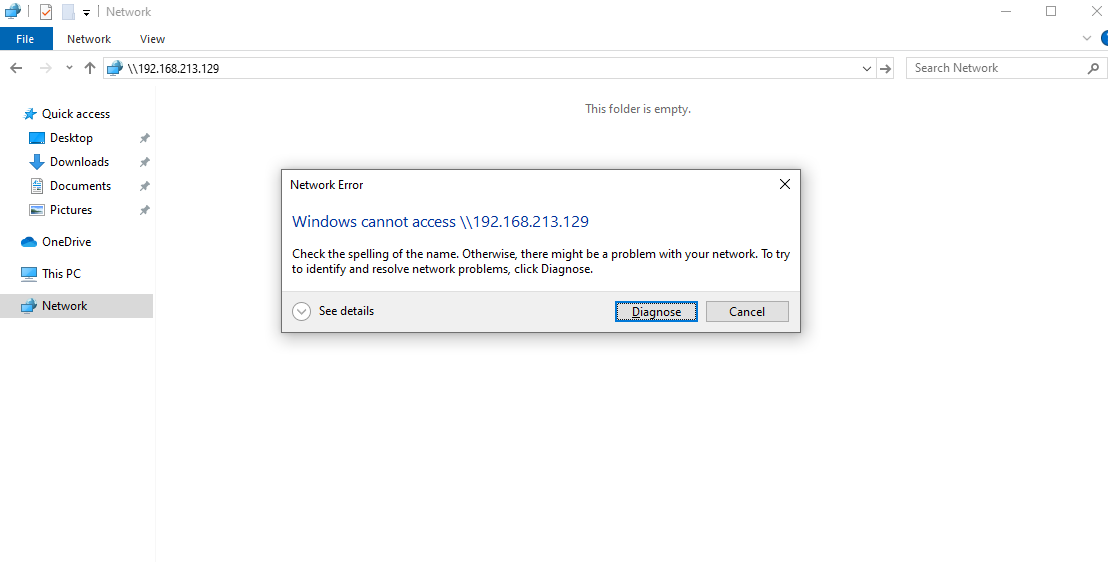 Network
File
Network
View
\\192.168.213.129
Search Network
Quick access
Desktop
Downloads
Documents
Pictures
OneDrive
This PC
Network
This folder is empty.
Network Error
Windows cannot access \\192.168.213.129
Check the spelling of the name. Otherwise, there might be a problem with your network. To try
to identify and resolve network problems, click Diagnose.
See details
Diagnose
Cancel